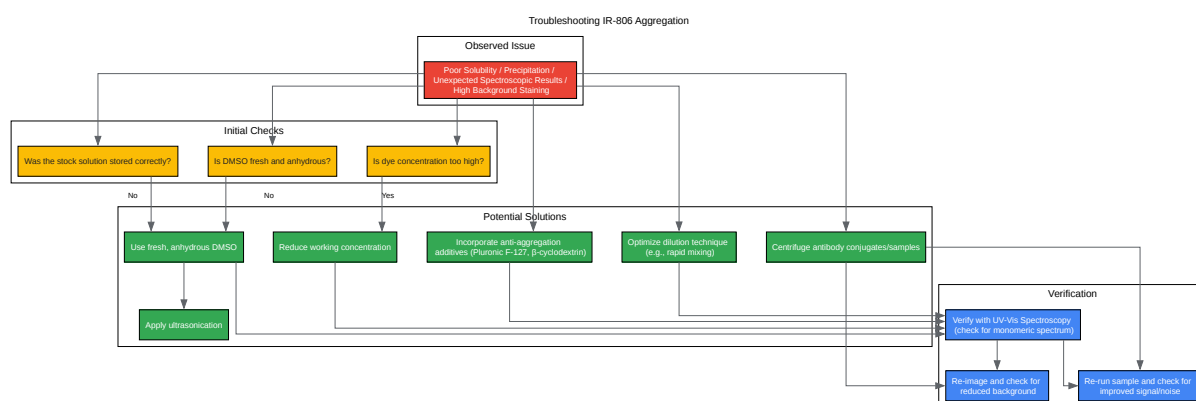 Troubleshooting IR-806 Aggregation
Observed Issue
Poor Solubility / Precipitation /
Unexpected Spectroscopic Results /
High Background Staining
Initial Checks
Was the stock solution stored correctly?
Is DMSO fresh and anhydrous?
Is dye concentration too high?
No
No
Yes
Potential Solutions
Use fresh, anhydrous DMSO
Reduce working concentration
Incorporate anti-aggregation
additives (Pluronic F-127, β-cyclodextrin)
Optimize dilution technique
(e.g., rapid mixing)
Centrifuge antibody conjugates/samples
Apply ultrasonication
Verification
Verify with UV-Vis Spectroscopy
(check for monomeric spectrum)
Re-image and check for
reduced background
Re-run sample and check for
improved signal/noise